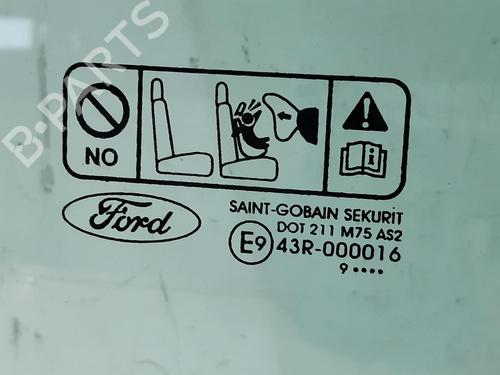 B-PARTS
NO
Ford
SAINT-GOBAIN SEKURIT
DOT 211 M75 AS2
E9 43R-000016
9 ••••